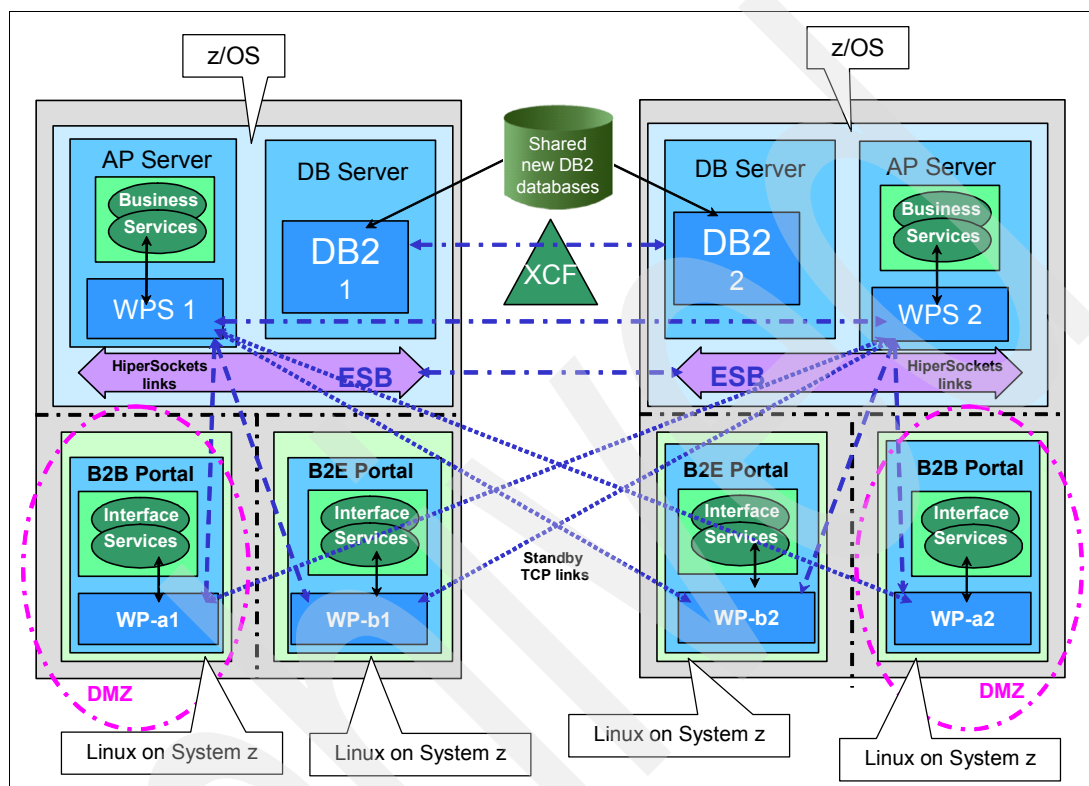 z/OS
z/OS
AP Server
Business
Services
WPS 1
DB Server
DB2
1
Shared
new DB2
databases
XCF
DB Server
DB2
2
AP Server
Business
Services
WPS 2
HiperSockets
links
ESB
ESB
HiperSockets
links
B2B Portal
Interface
Services
WP-a1
B2E Portal
Interface
Services
WP-b1
Standby
TCP links
B2E Portal
Interface
Services
WP-b2
B2B Portal
Interface
Services
WP-a2
DMZ
DMZ
Linux on System z
Linux on System z
Linux on System z
Linux on System z